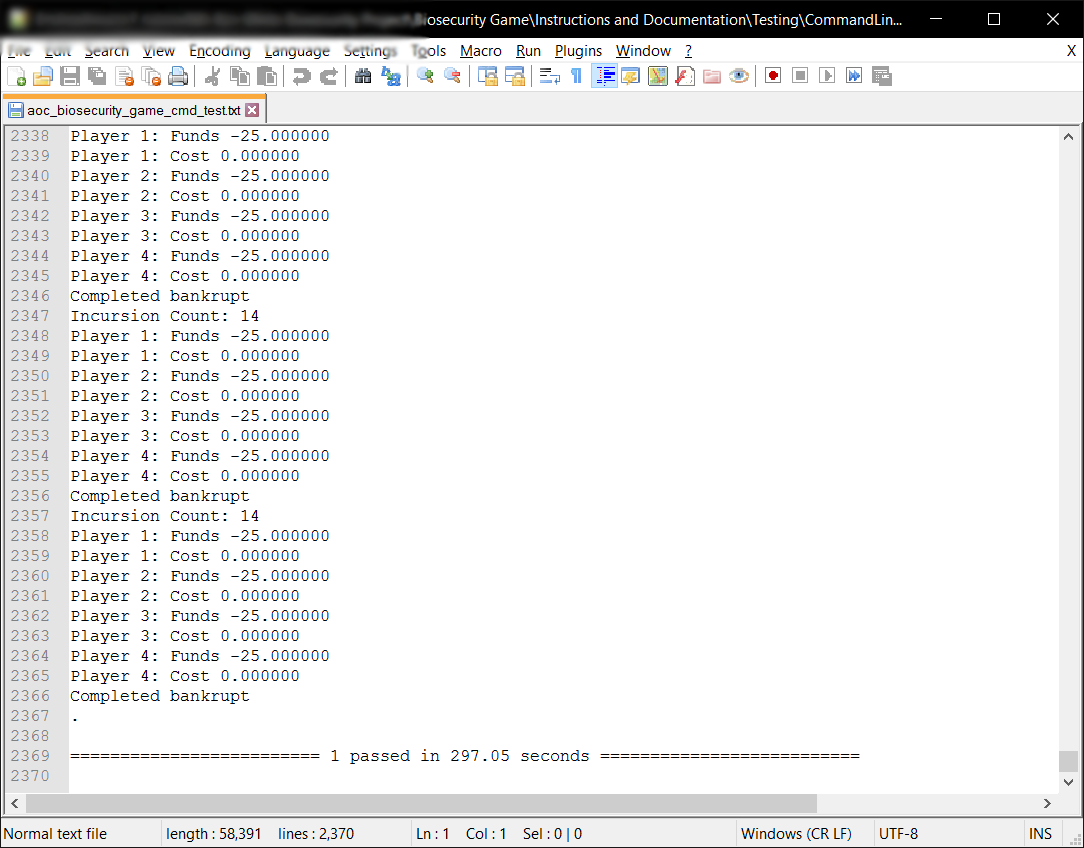 Biosecurity Game\Instructions and Documentation\Testing\CommandLin...
File Edit Search View Encoding Language Settings Tools Macro Run Plugins Window ? X
aoc_biosecurity_game_cmd_test.txt
2338 Player 1: Funds -25.000000
2339 Player 1: Cost 0.000000
2340 Player 2: Funds -25.000000
2341 Player 2: Cost 0.000000
2342 Player 3: Funds -25.000000
2343 Player 3: Cost 0.000000
2344 Player 4: Funds -25.000000
2345 Player 4: Cost 0.000000
2346 Completed bankrupt
2347 Incursion Count: 14
2348 Player 1: Funds -25.000000
2349 Player 1: Cost 0.000000
2350 Player 2: Funds -25.000000
2351 Player 2: Cost 0.000000
2352 Player 3: Funds -25.000000
2353 Player 3: Cost 0.000000
2354 Player 4: Funds -25.000000
2355 Player 4: Cost 0.000000
2356 Completed bankrupt
2357 Incursion Count: 14
2358 Player 1: Funds -25.000000
2359 Player 1: Cost 0.000000
2360 Player 2: Funds -25.000000
2361 Player 2: Cost 0.000000
2362 Player 3: Funds -25.000000
2363 Player 3: Cost 0.000000
2364 Player 4: Funds -25.000000
2365 Player 4: Cost 0.000000
2366 Completed bankrupt
2367 .
2368
2369 ========================= 1 passed in 297.05 seconds ==========================
2370
Normal text file length : 58,391 lines : 2,370 Ln : 1 Col : 1 Sel : 0 | 0 Windows (CR LF) UTF-8 INS